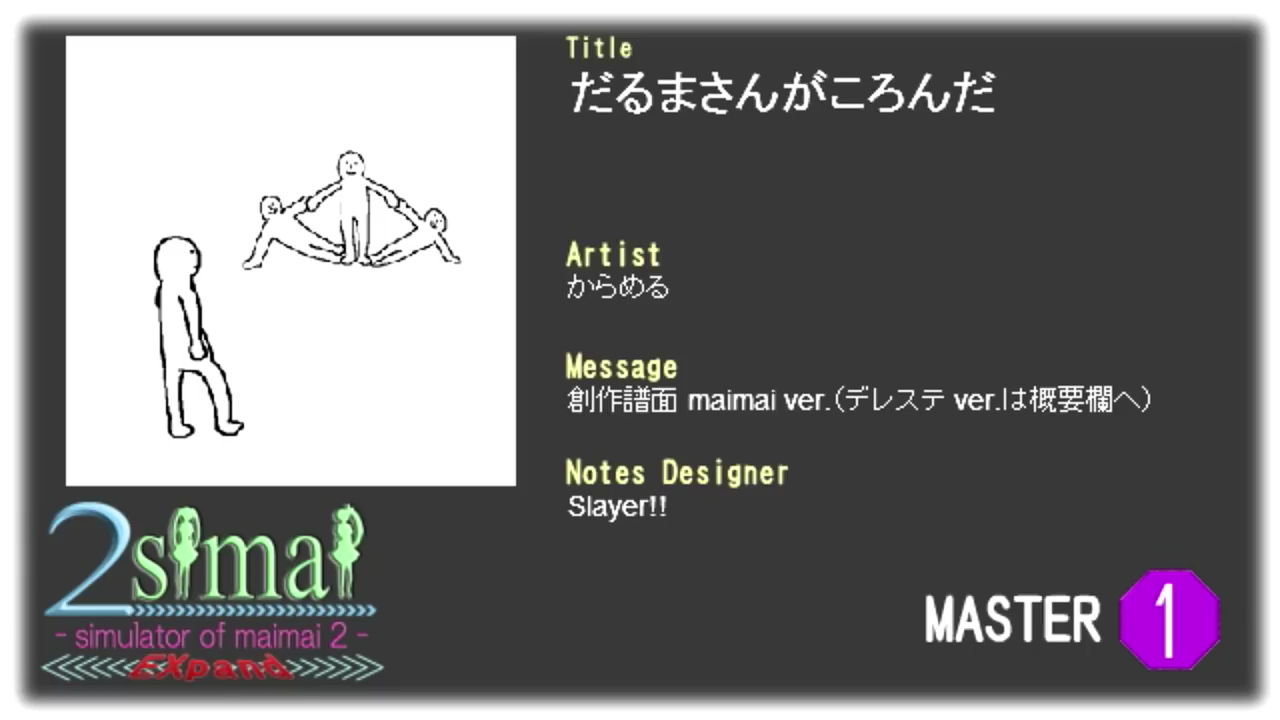 Title
だるまさんがころんだ
Artist
からめる
Message
創作譜面 maimai ver.(デレステ ver.は概要欄へ)
Notes Designer
Slayer!!
2simai
- simulator of maimai 2 -
EXpand
MASTER 1